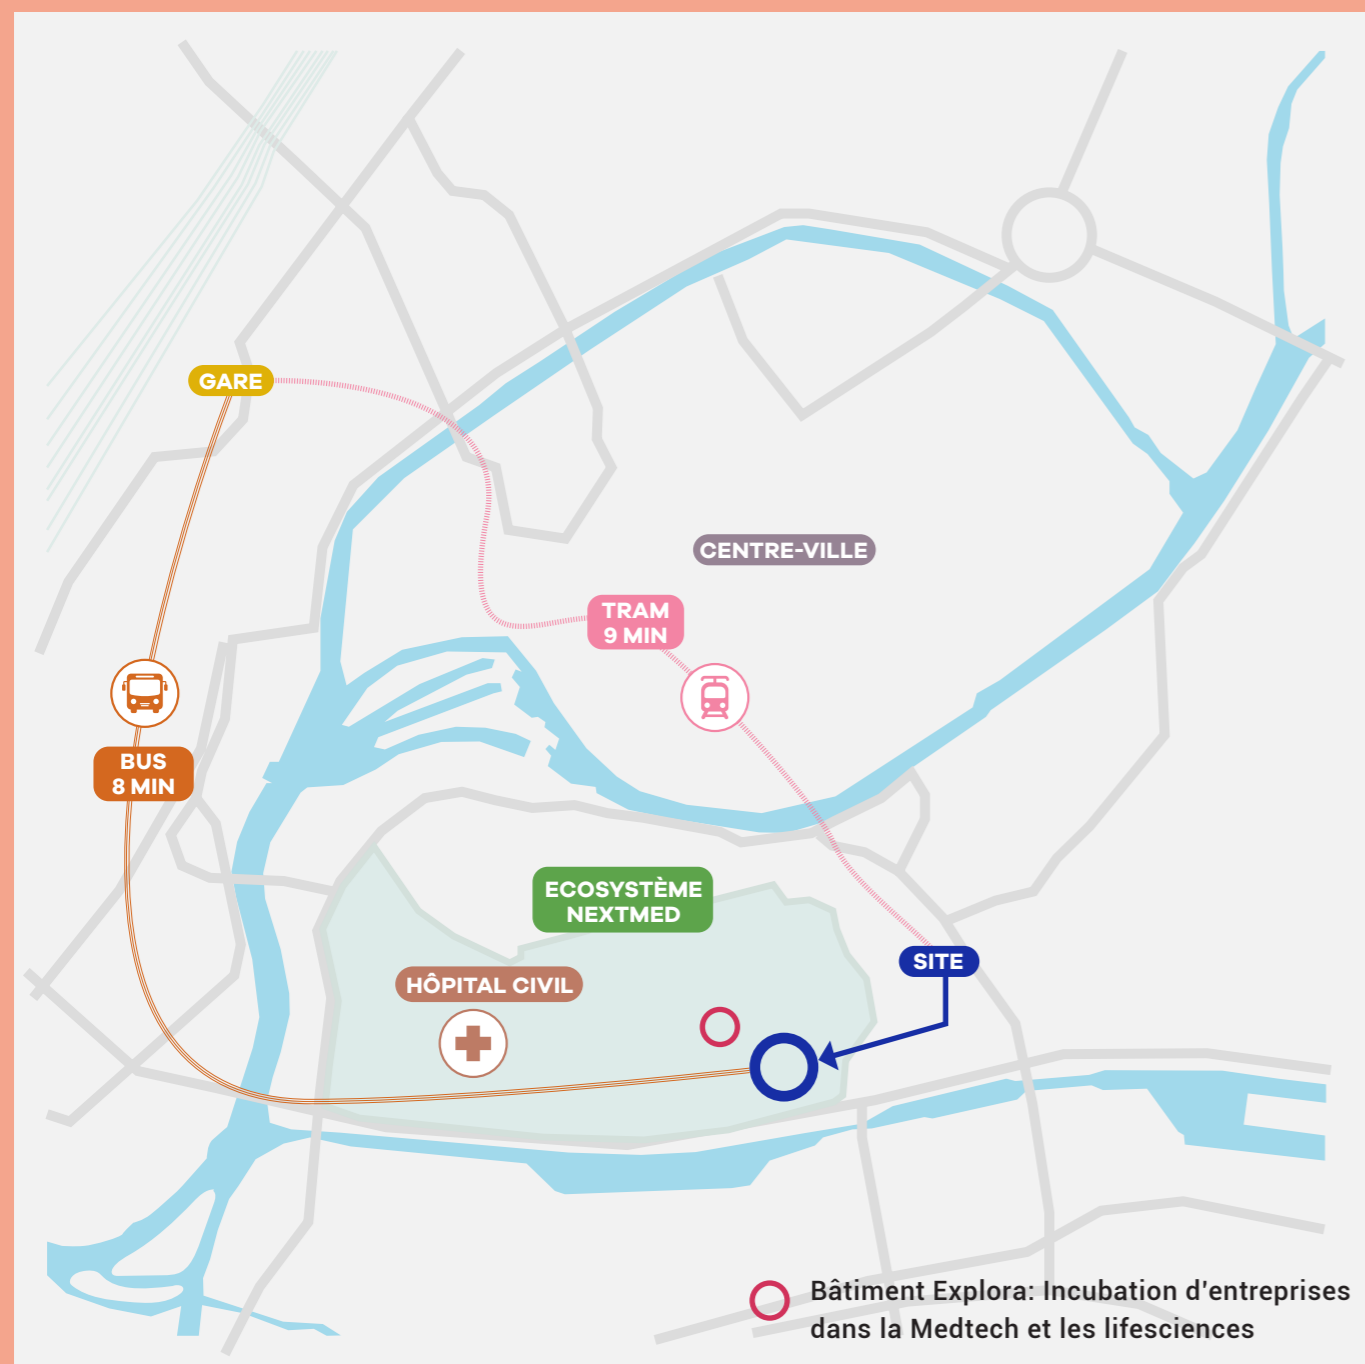 GARE
CENTRE-VILLE
TRAM
9 MIN
BUS
8 MIN
ECOSYSTÈME
NEXTMED
SITE
HÔPITAL CIVIL
Bâtiment Explora: Incubation d'entreprises
dans la Medtech et les lifesciences